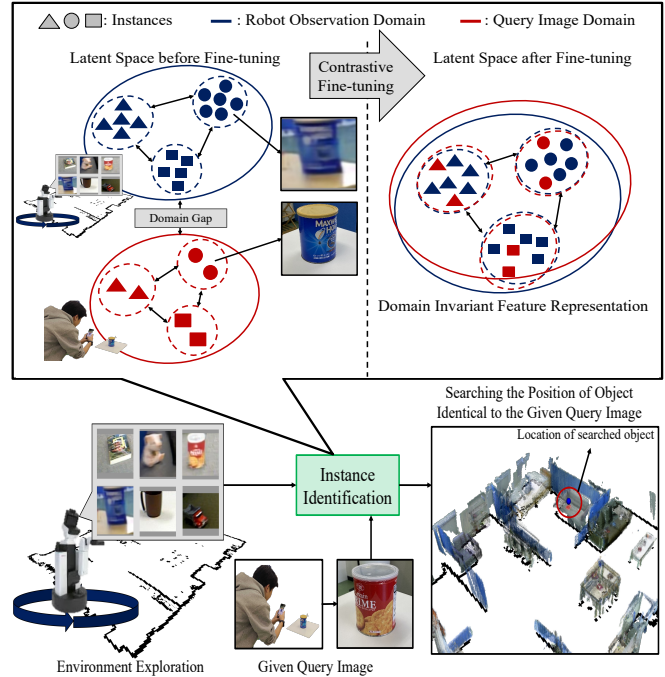 : Instances
: Robot Observation Domain
: Query Image Domain
Latent Space before Fine-tuning
Contrastive
Fine-tuning
Latent Space after Fine-tuning
Domain Gap
MAXWELL
HOUSE
Domain Invariant Feature Representation
Searching the Position of Object
Identical to the Given Query Image
Location of searched object
Instance
Identification
Environment Exploration
Given Query Image